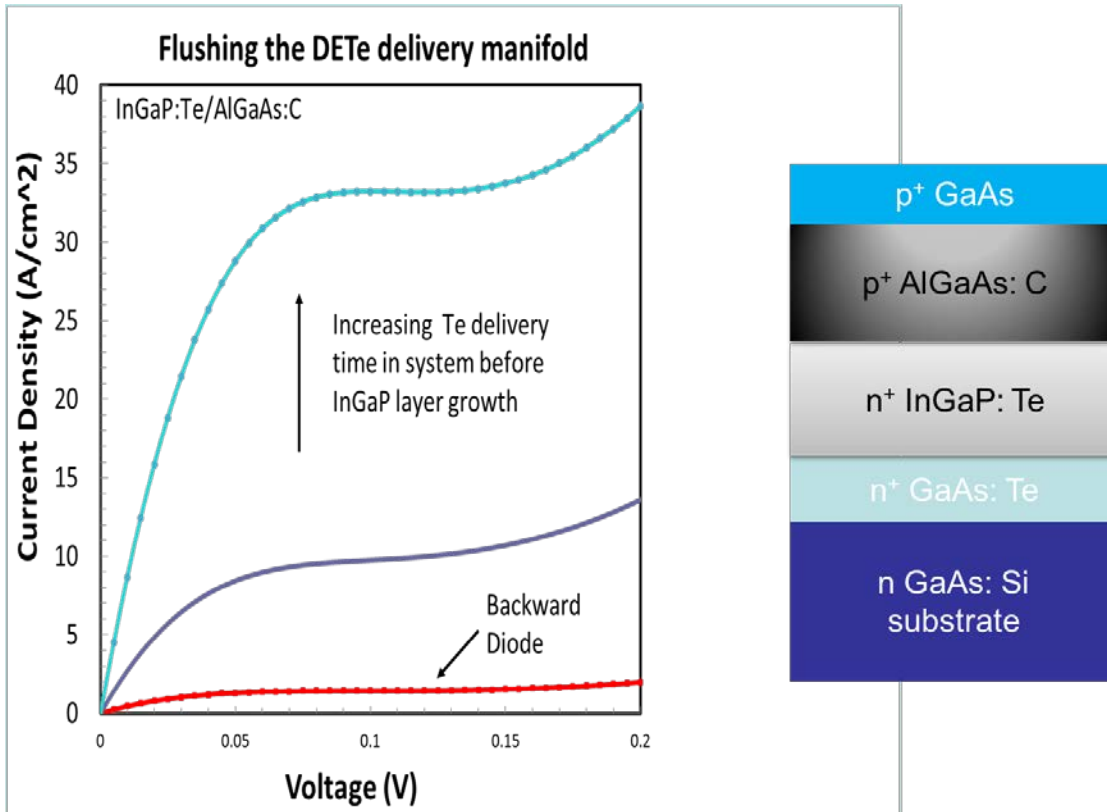 Flushing the DETe delivery manifold
InGaP:Te/AlGaAs:C
40
35
30
25
20
15
10
5
0
Current Density (A/cm^2)
Increasing Te delivery
time in system before
InGaP layer growth
Backward
Diode
0
0.05
0.1
0.15
0.2
Voltage (V)
p⁺ GaAs
p⁺ AlGaAs: C
n⁺ InGaP: Te
n⁺ GaAs: Te
n GaAs: Si
substrate